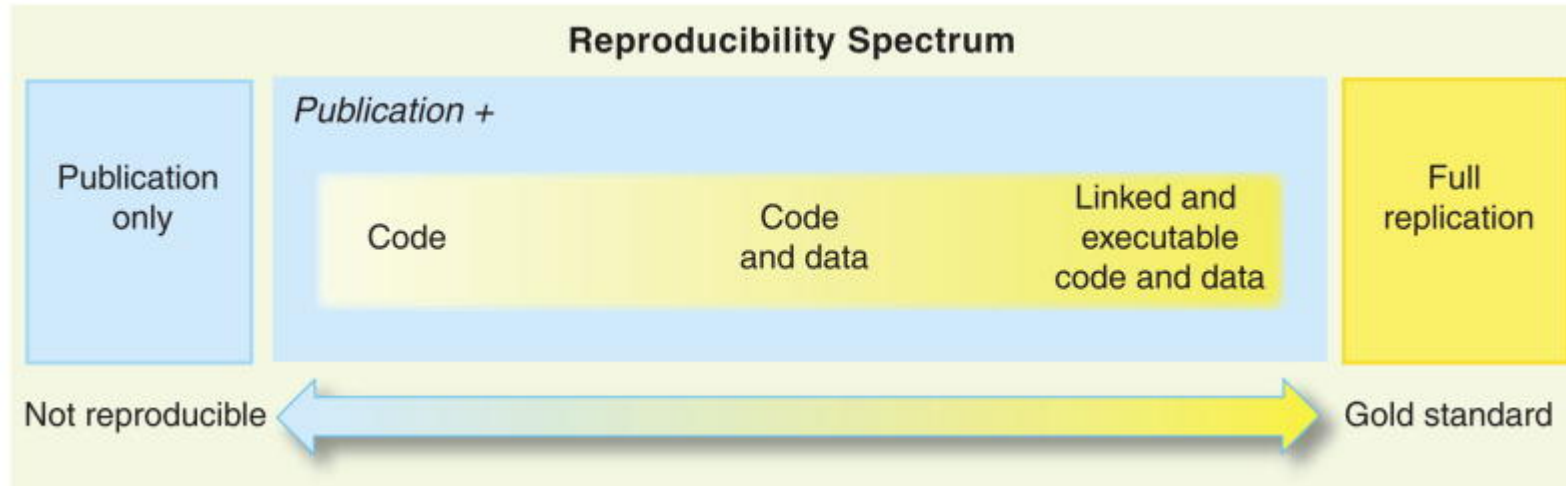 Reproducibility Spectrum
Publication
only
Publication +
Code
Code
and data
Linked and
executable
code and data
Full
replication
Not reproducible
Gold standard